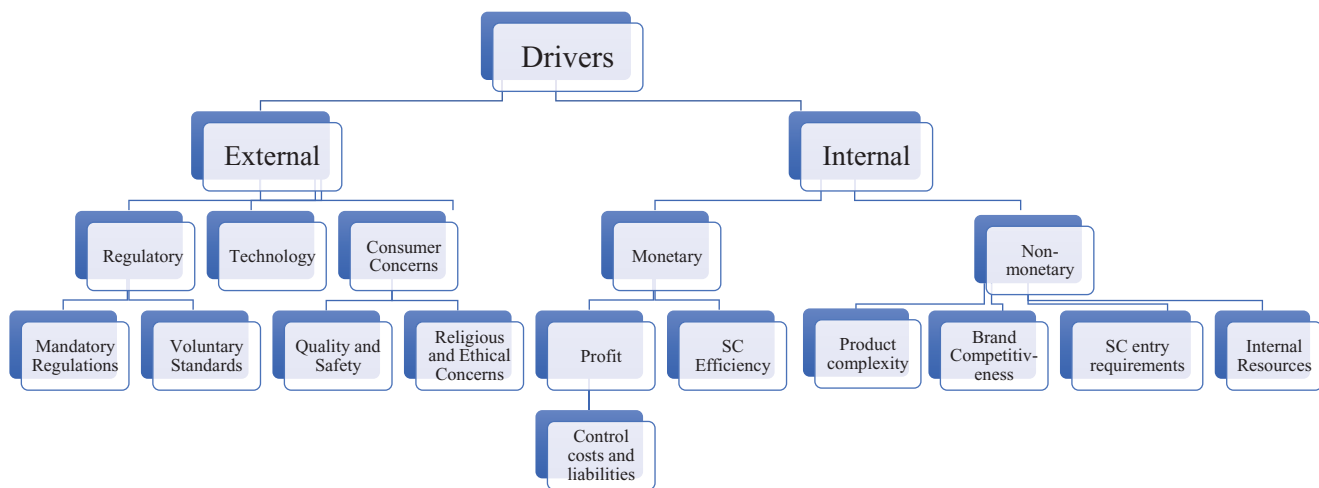 Drivers
External
Internal
Regulatory
Technology
Consumer
Concerns
Monetary
Non-
monetary
Mandatory
Regulations
Voluntary
Standards
Quality and
Safety
Religious
and Ethical
Concerns
Profit
SC
Efficiency
Product
complexity
Brand
Competitiv-
eness
SC entry
requirements
Internal
Resources
Control
costs and
liabilities